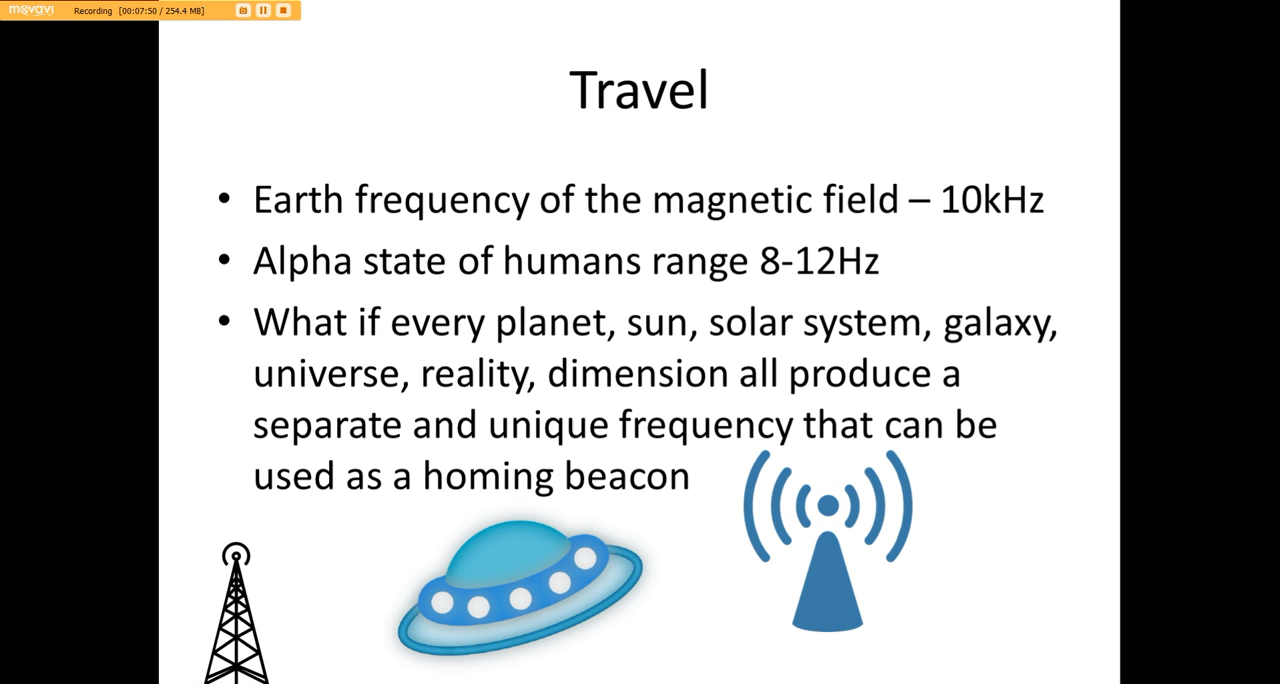 movavi Recording [00:07:50 / 254.4 MB]
Travel
• Earth frequency of the magnetic field – 10kHz
• Alpha state of humans range 8-12Hz
• What if every planet, sun, solar system, galaxy,
universe, reality, dimension all produce a
separate and unique frequency that can be
used as a homing beacon